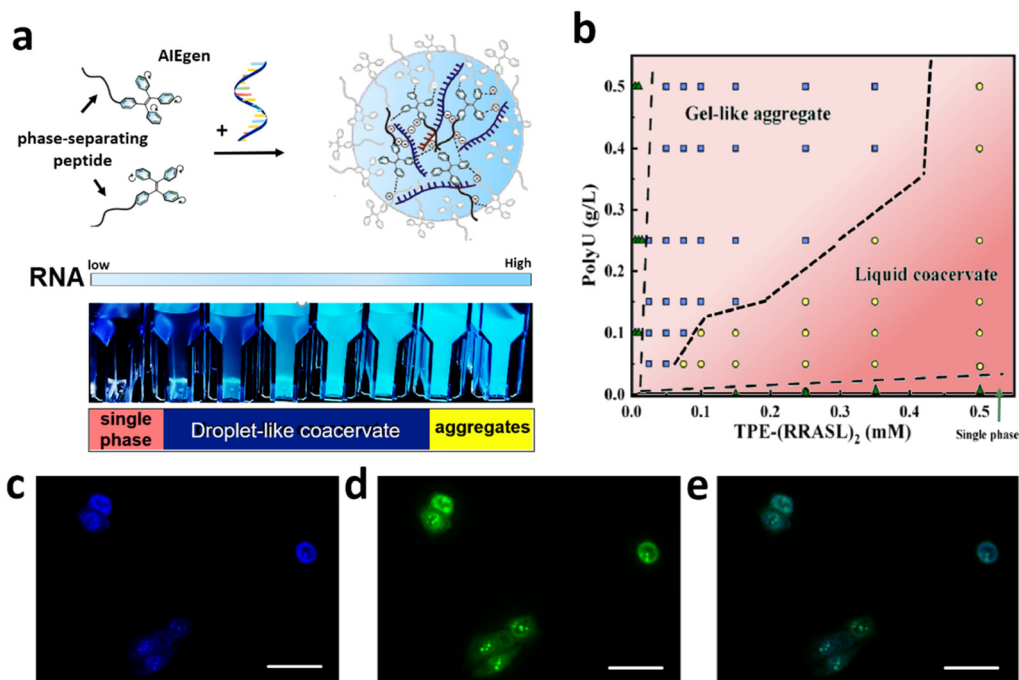 a
AIEgen
phase-separating
peptide
+
RNA
low
High
single
phase
Droplet-like coacervate
aggregates
b
PolyU (g/L)
0.5
0.4
0.3
0.2
0.1
0.0
Gel-like aggregate
Liquid coacervate
0.0 0.1 0.2 0.3 0.4 0.5
TPE-(RRASL)₂ (mM)
Single phase
c
d
e